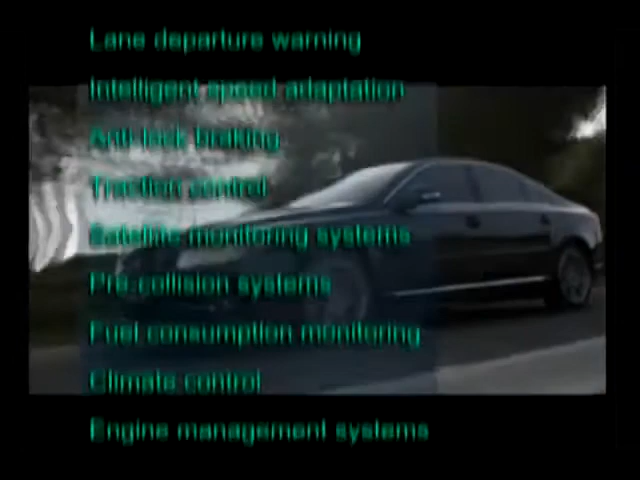 Lane departure warning
Intelligent speed adaptation
Anti-lock braking
Traction control
Satellite monitoring systems
Pre-collision systems
Fuel consumption monitoring
Climate control
Engine management systems